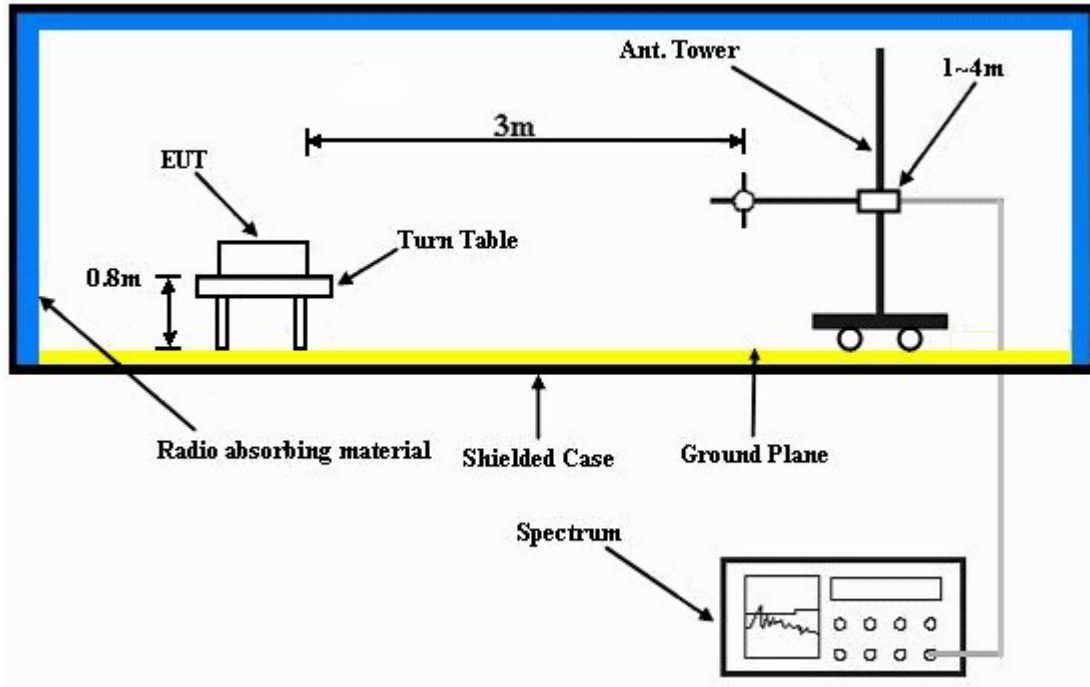 Ant. Tower
1~4m
3m
EUT
Turn Table
0.8m
Radio absorbing material
Shielded Case
Ground Plane
Spectrum